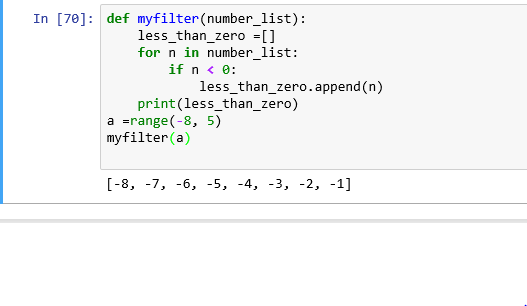 In [70]: def myfilter(number_list):
    less_than_zero =[]
    for n in number_list:
        if n < 0:
            less_than_zero.append(n)
    print(less_than_zero)
a =range(-8, 5)
myfilter(a)
[-8, -7, -6, -5, -4, -3, -2, -1]